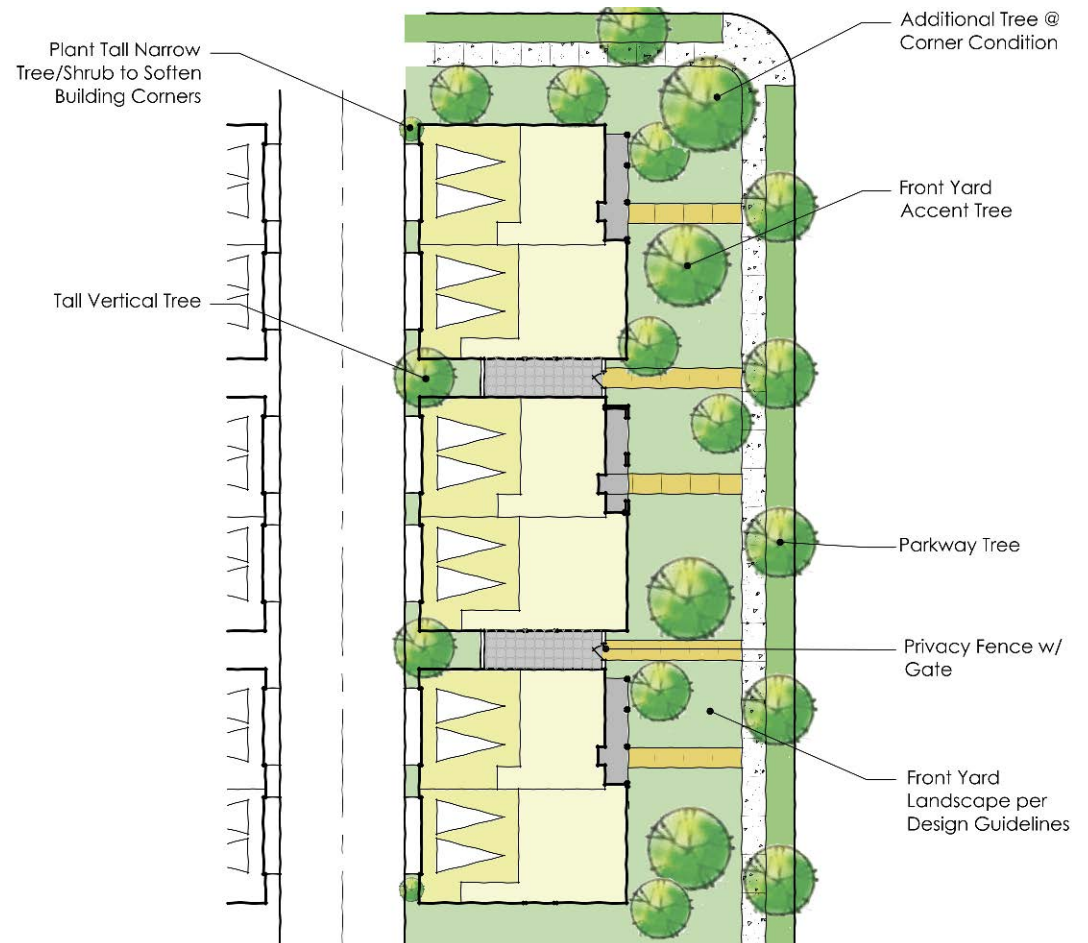 Plant Tall Narrow
Tree/Shrub to Soften
Building Corners
Tall Vertical Tree
Additional Tree @
Corner Condition
Front Yard
Accent Tree
Parkway Tree
Privacy Fence w/
Gate
Front Yard
Landscape per
Design Guidelines